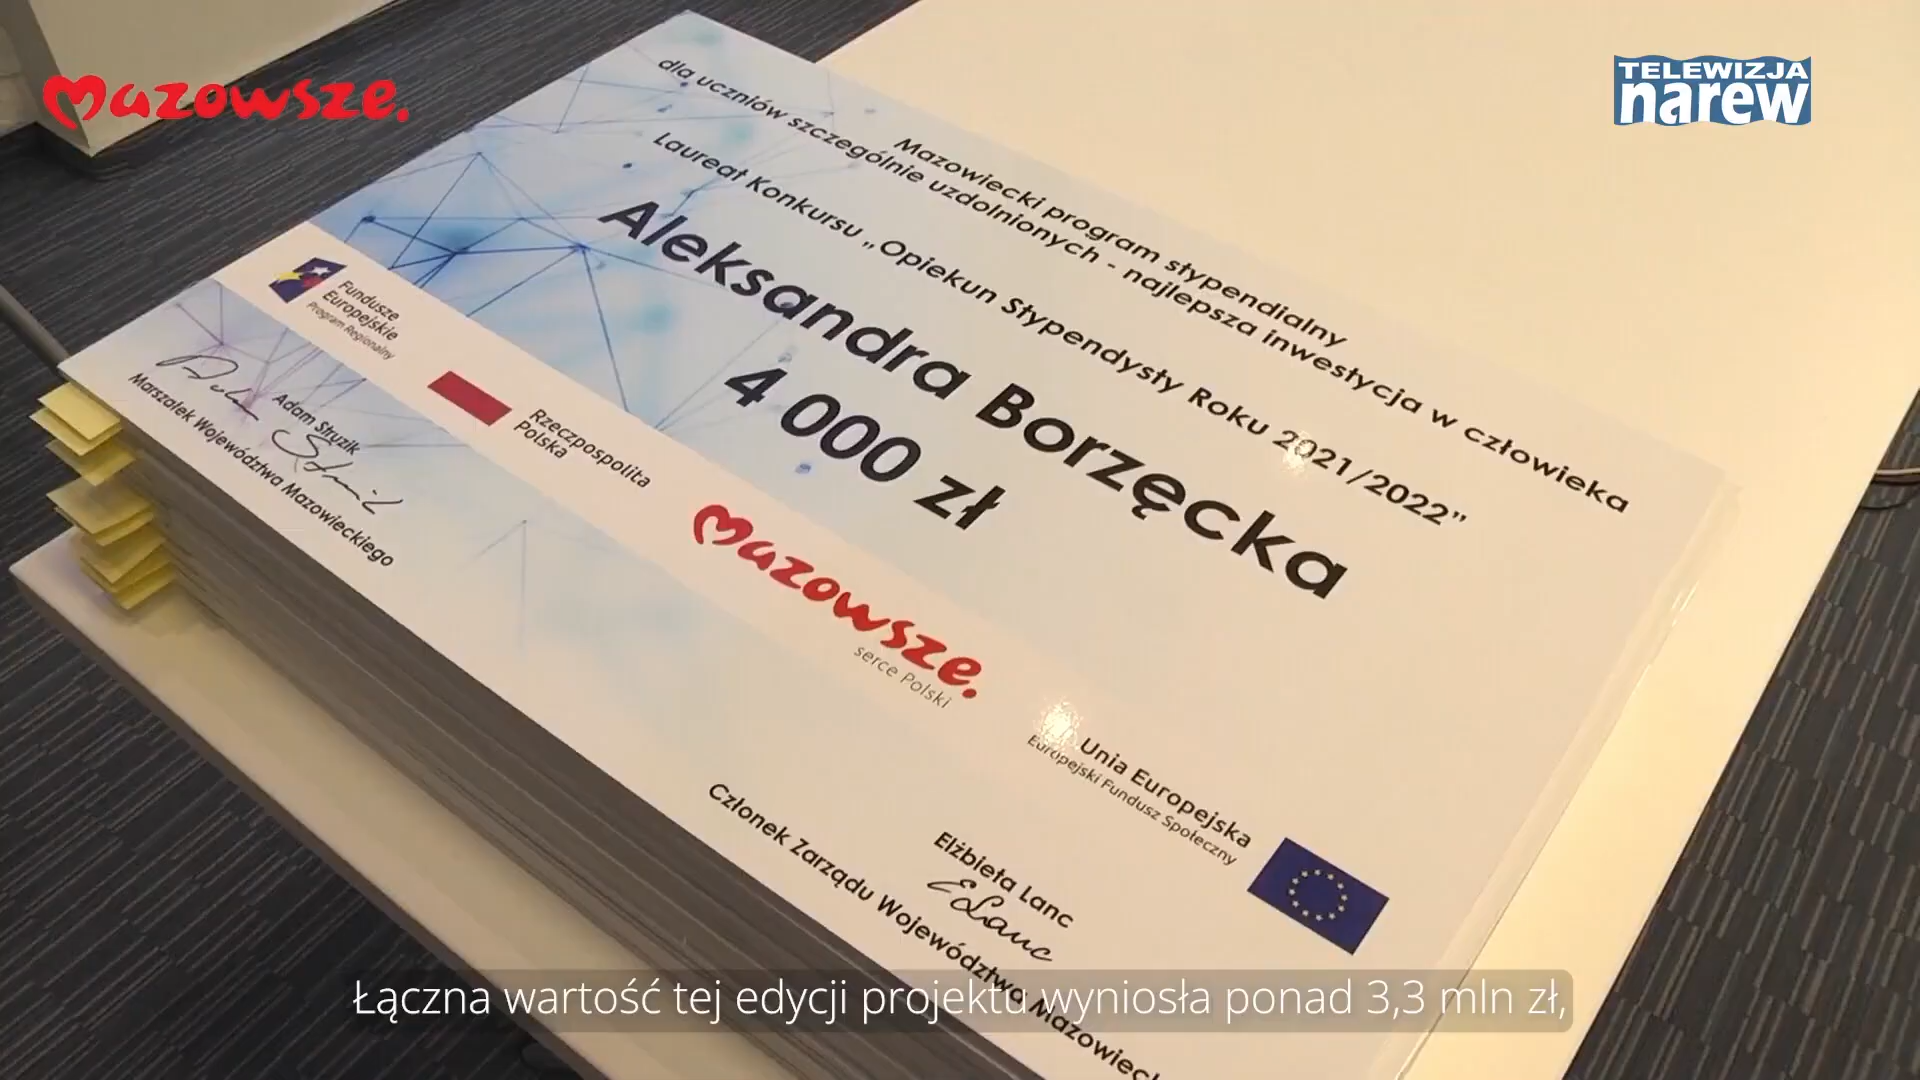 Mazowsze.
TELEWIZJA
narew
Mazowiecki program stypendialny
dla uczniów szczególnie uzdolnionych - najlepsza inwestycja w człowieka
Laureat Konkursu „Opiekun Stypendysty Roku 2021/2022”
Aleksandra Borzęcka
4 000 zł
Fundusze
Europejskie
Program Regionalny
Rzeczpospolita
Polska
Mazowsze.
serce Polski
Unia Europejska
Europejski Fundusz Społeczny
Adam Struzik
Marszałek Województwa Mazowieckiego
Elżbieta Lanc
E Lanc
Członek Zarządu Województwa Mazowieck
Łączna wartość tej edycji projektu wyniosła ponad 3,3 mln zł,